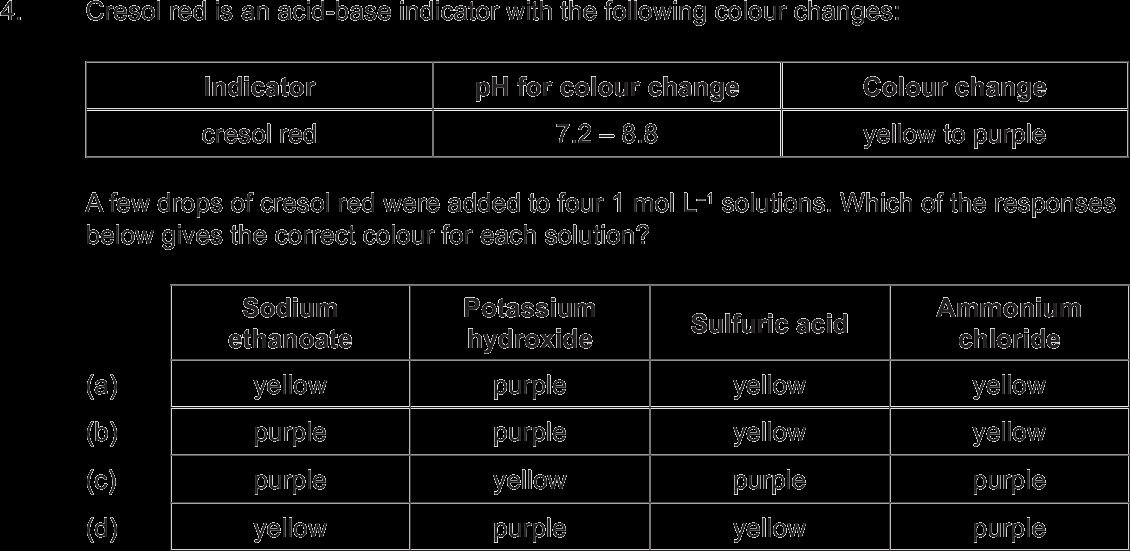 4. Cresol red is an acid-base indicator with the following colour changes:
Indicator pH for colour change Colour change
cresol red 7.2 – 8.8 yellow to purple
A few drops of cresol red were added to four 1 mol L⁻¹ solutions. Which of the responses
below gives the correct colour for each solution?
Sodium ethanoate Potassium hydroxide Sulfuric acid Ammonium chloride
(a) yellow purple yellow yellow
(b) purple purple yellow yellow
(c) purple yellow purple purple
(d) yellow purple yellow purple